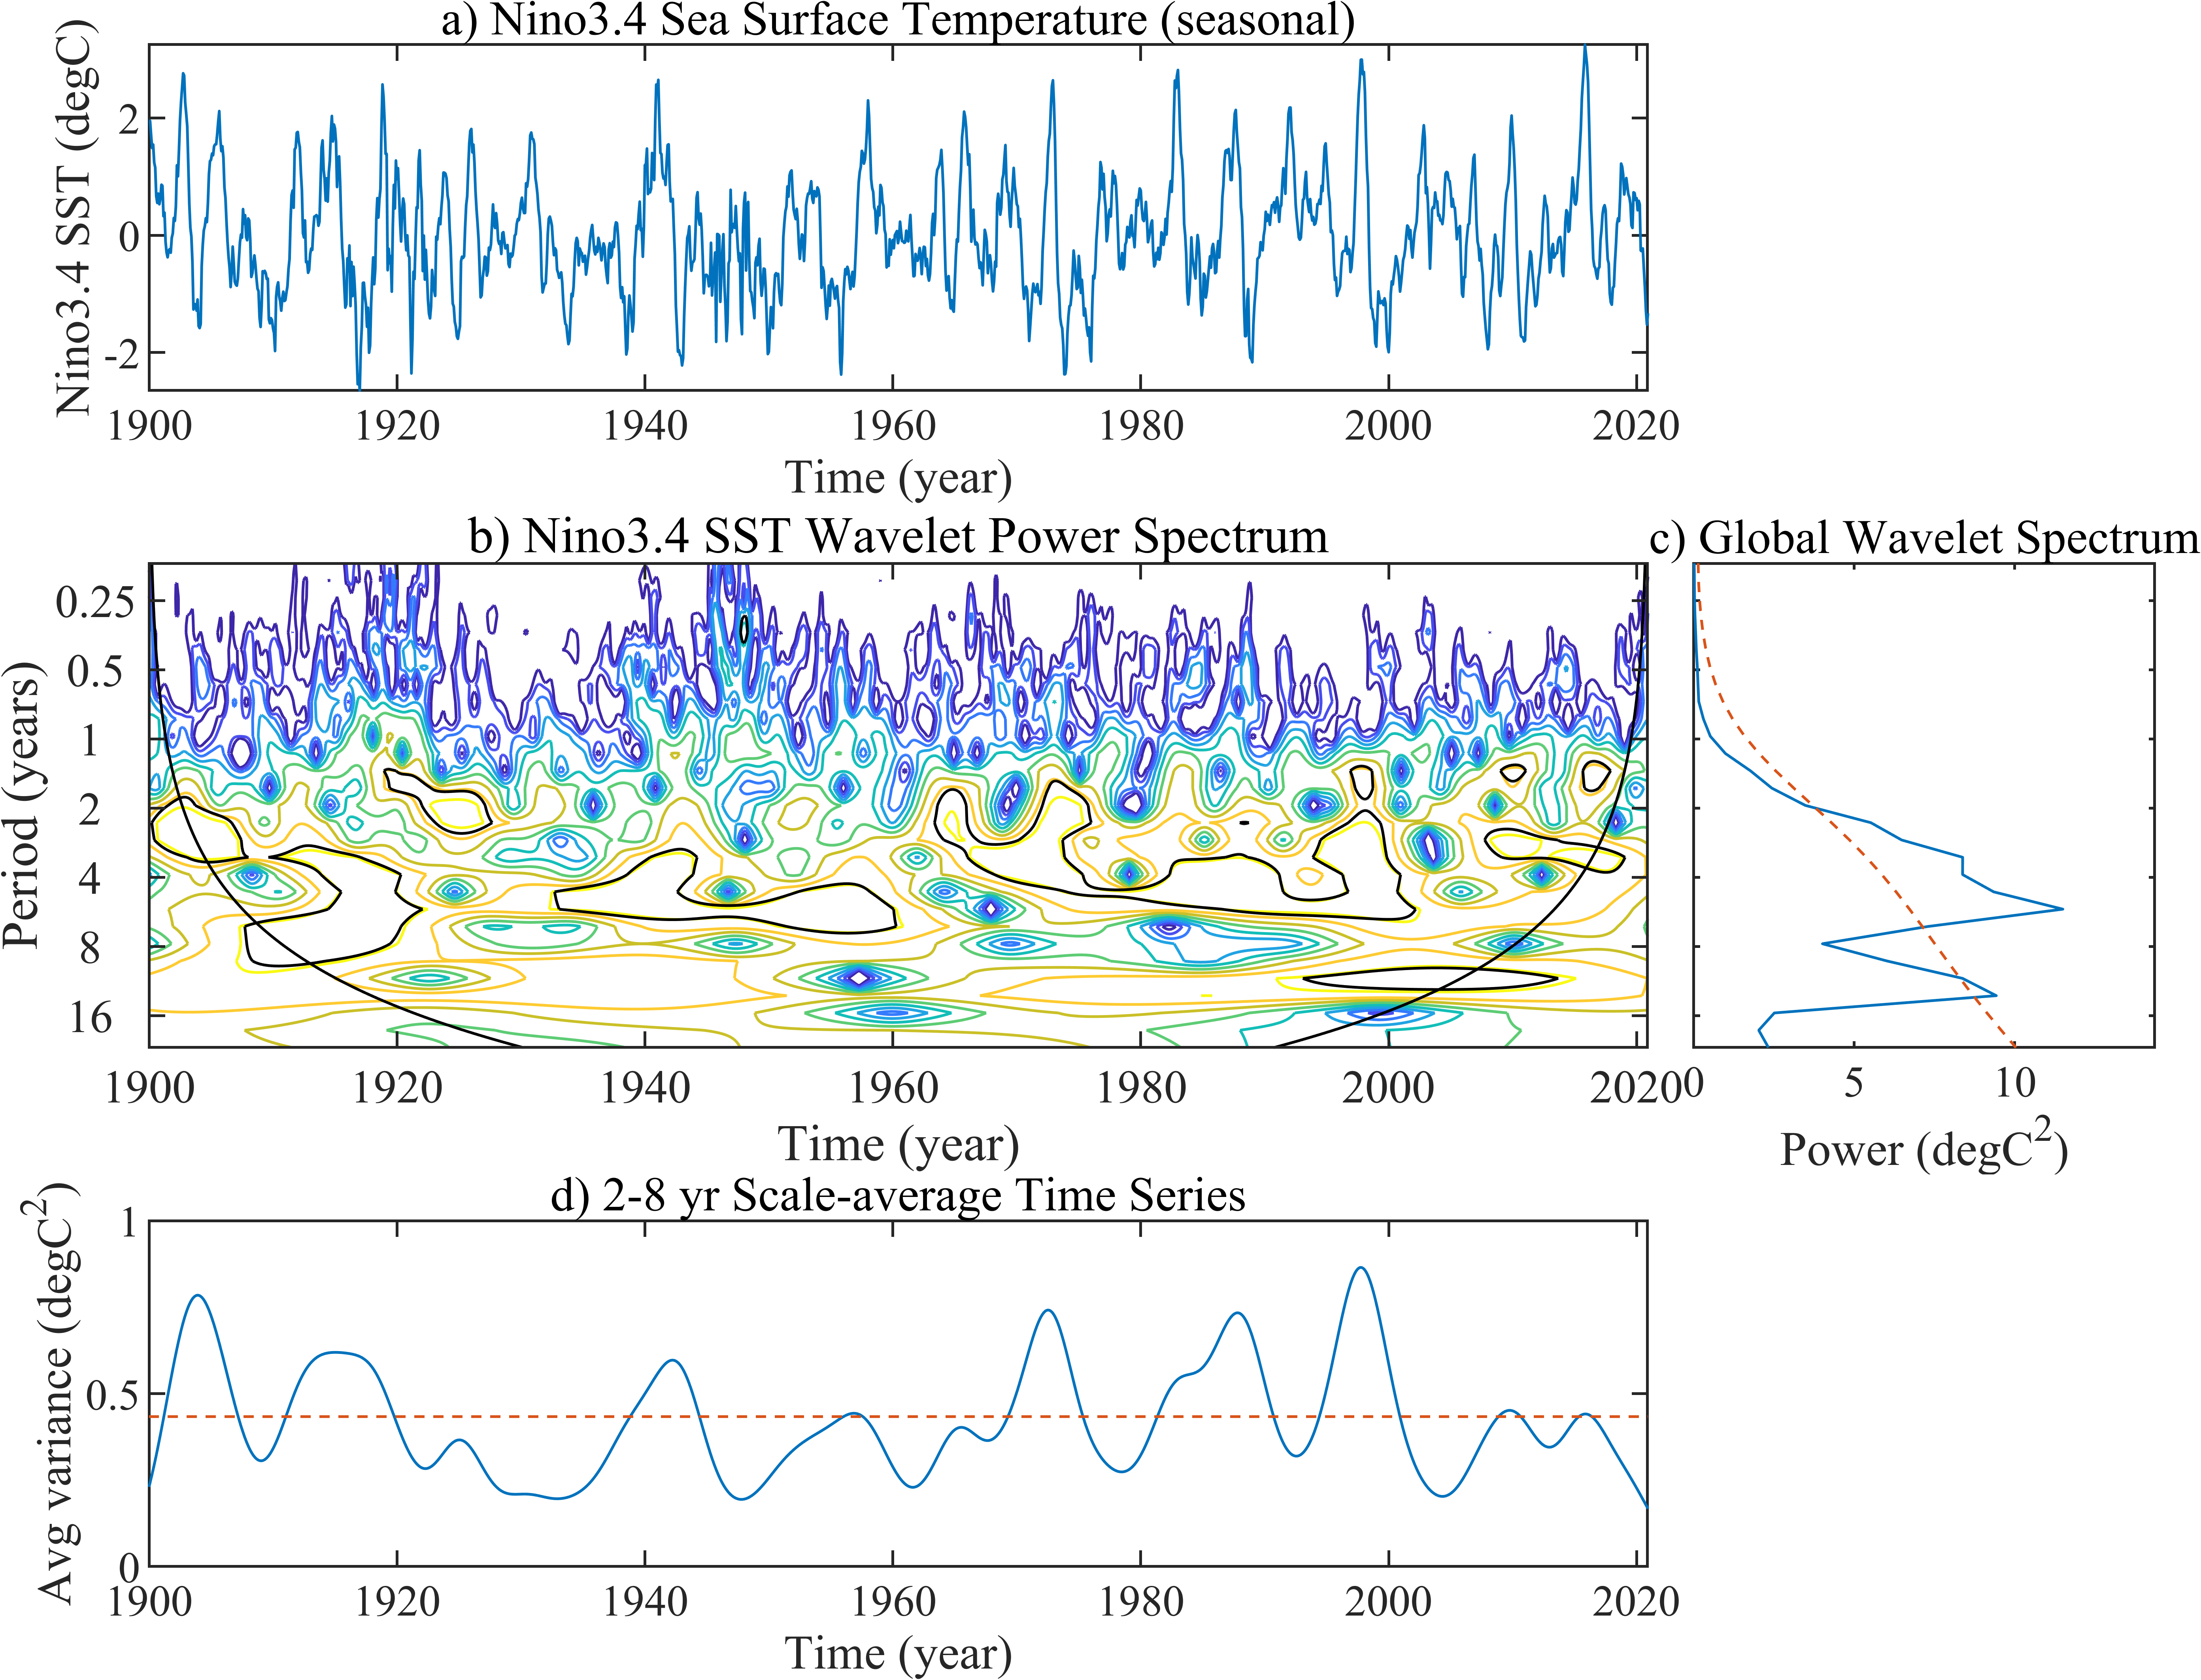 a) Nino3.4 Sea Surface Temperature (seasonal)
Nino3.4 SST (degC)
2
0
-2
1900 1920 1940 1960 1980 2000 2020
Time (year)
b) Nino3.4 SST Wavelet Power Spectrum
c) Global Wavelet Spectrum
Period (years)
0.25
0.5
1
2
4
8
16
1900 1920 1940 1960 1980 2000 2020
0 5 10
Time (year)
Power (degC2)
d) 2-8 yr Scale-average Time Series
Avg variance (degC2)
1
0.5
0
1900 1920 1940 1960 1980 2000 2020
Time (year)